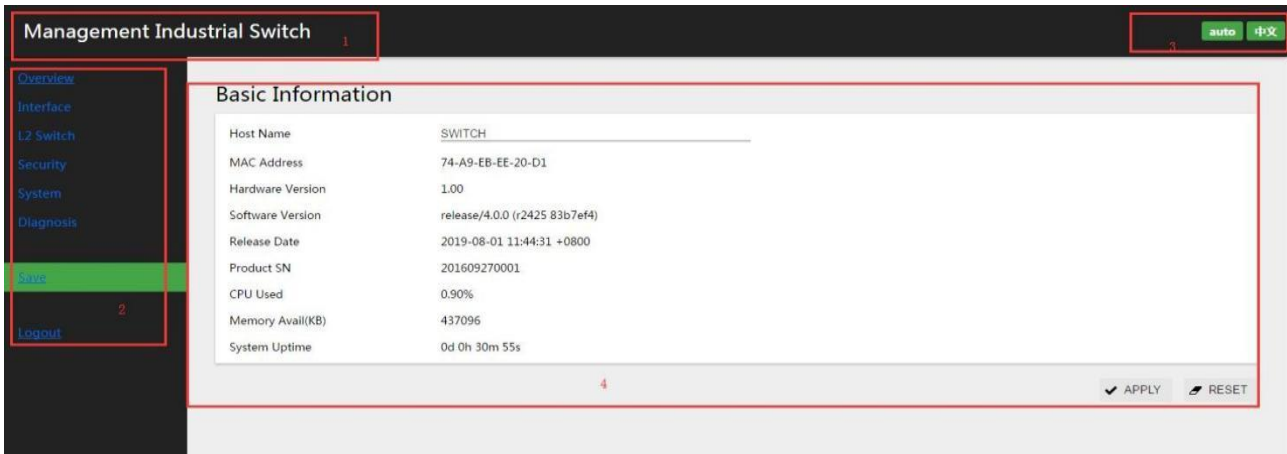 Management Industrial Switch
1
auto 中文
3
Overview
Interface
L2 Switch
Security
System
Diagnosis
Save
2
Logout
Basic Information
Host Name SWITCH
MAC Address 74-A9-EB-EE-20-D1
Hardware Version 1.00
Software Version release/4.0.0 (r2425 83b7ef4)
Release Date 2019-08-01 11:44:31 +0800
Product SN 201609270001
CPU Used 0.90%
Memory Avail(KB) 437096
System Uptime 0d 0h 30m 55s
4
APPLY RESET